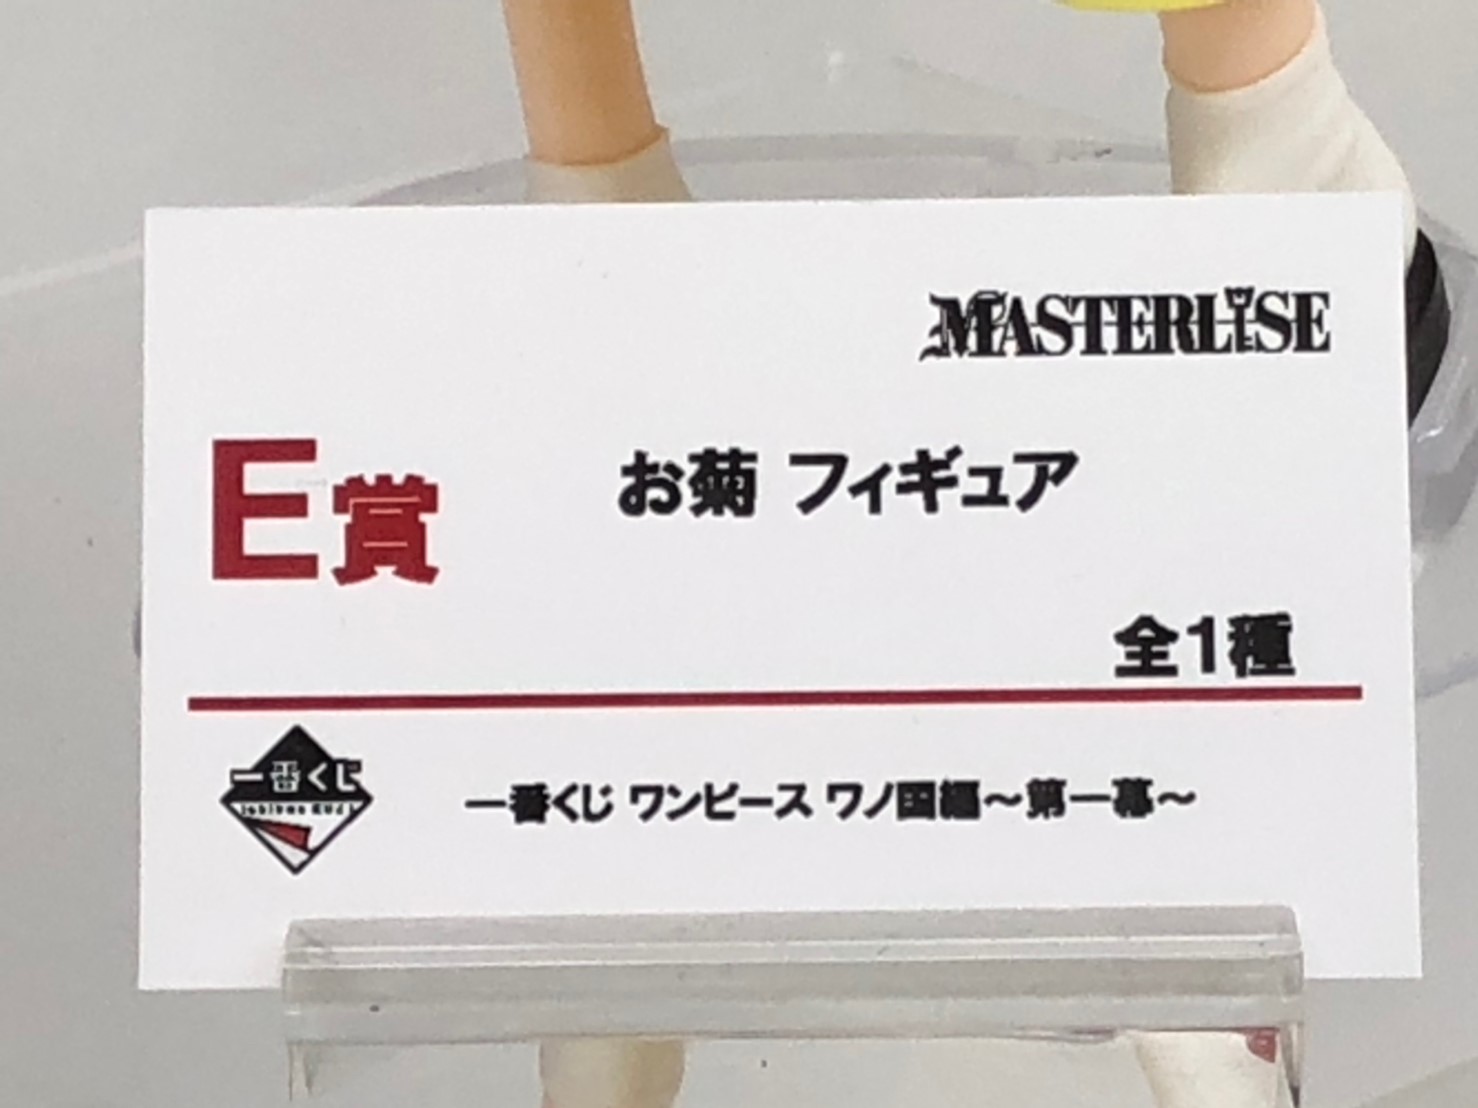 MASTERLISE
E賞 お菊 フィギュア
全1種
一番くじ
ichiban KUJI
一番くじ ワンピース ワノ国編～第一幕～